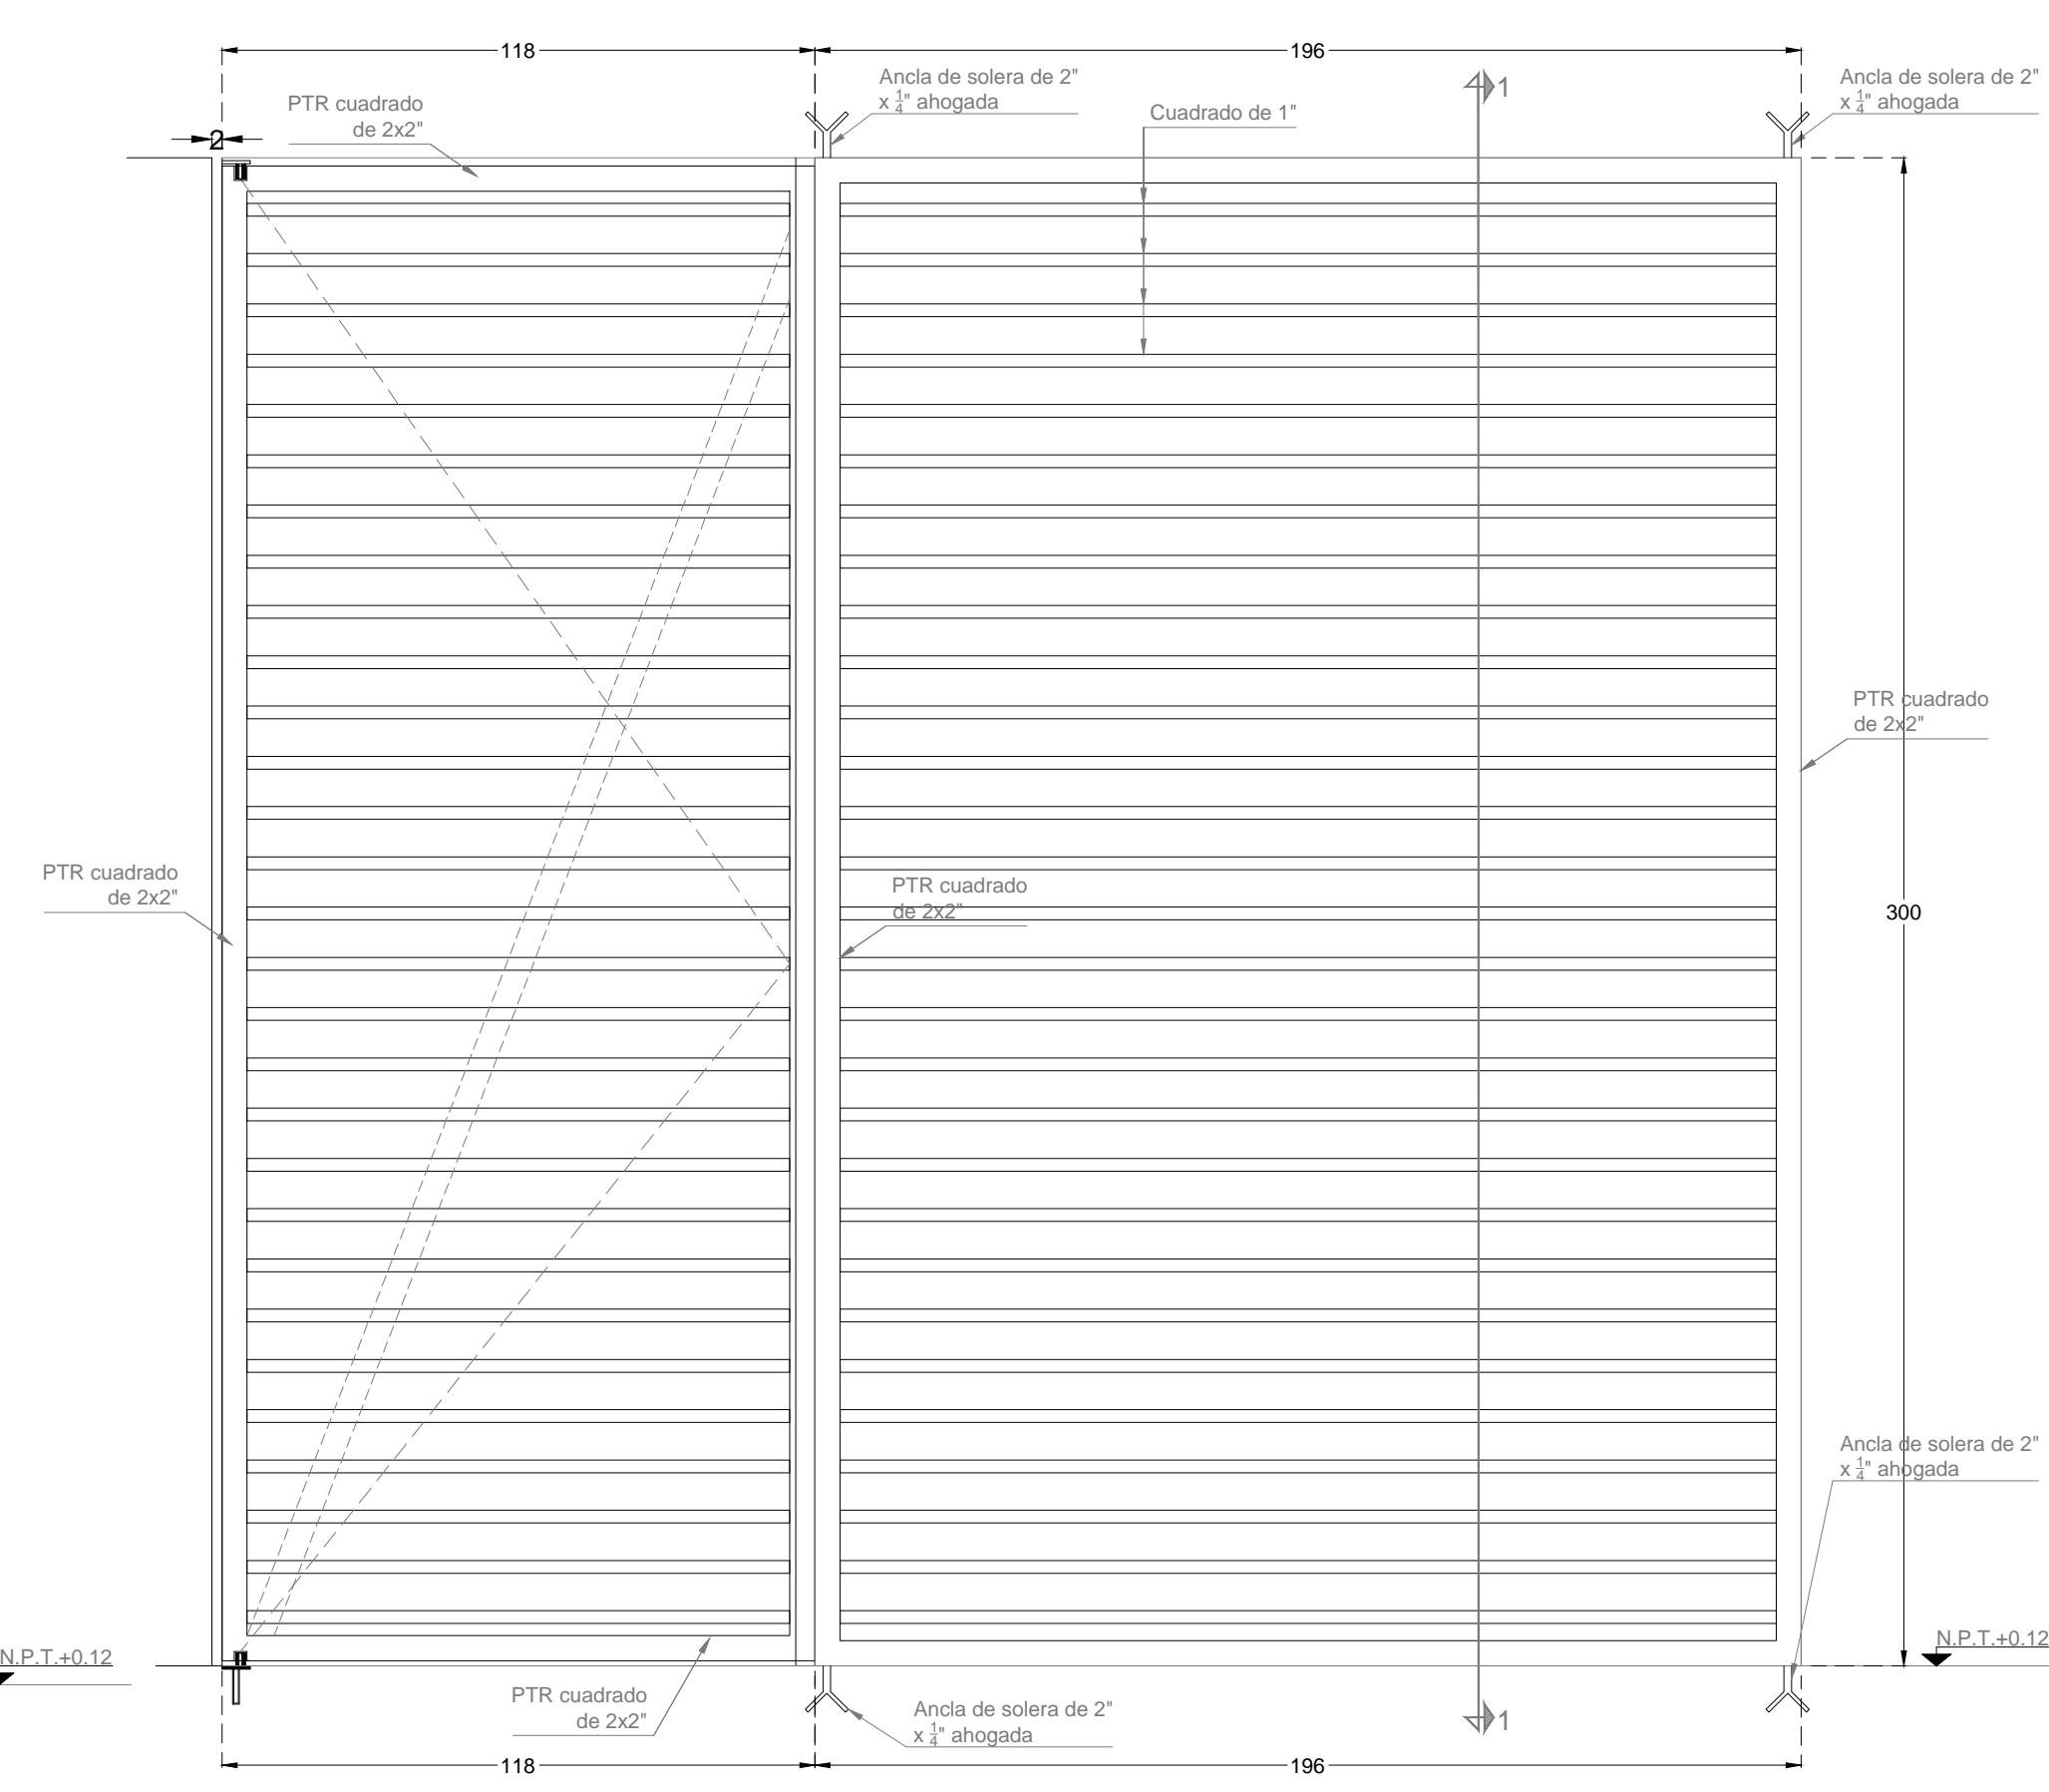 118
196
Ancla de solera de 2"
x 1/4" ahogada
Ancla de solera de 2"
x 1/4" ahogada
1
PTR cuadrado
de 2x2"
Cuadrado de 1"
2
PTR cuadrado
de 2x2"
PTR cuadrado
de 2x2"
PTR cuadrado
de 2x2"
300
Ancla de solera de 2"
x 1/4" ahogada
N.P.T.+0.12
N.P.T.+0.12
PTR cuadrado
de 2x2"
Ancla de solera de 2"
x 1/4" ahogada
1
118
196